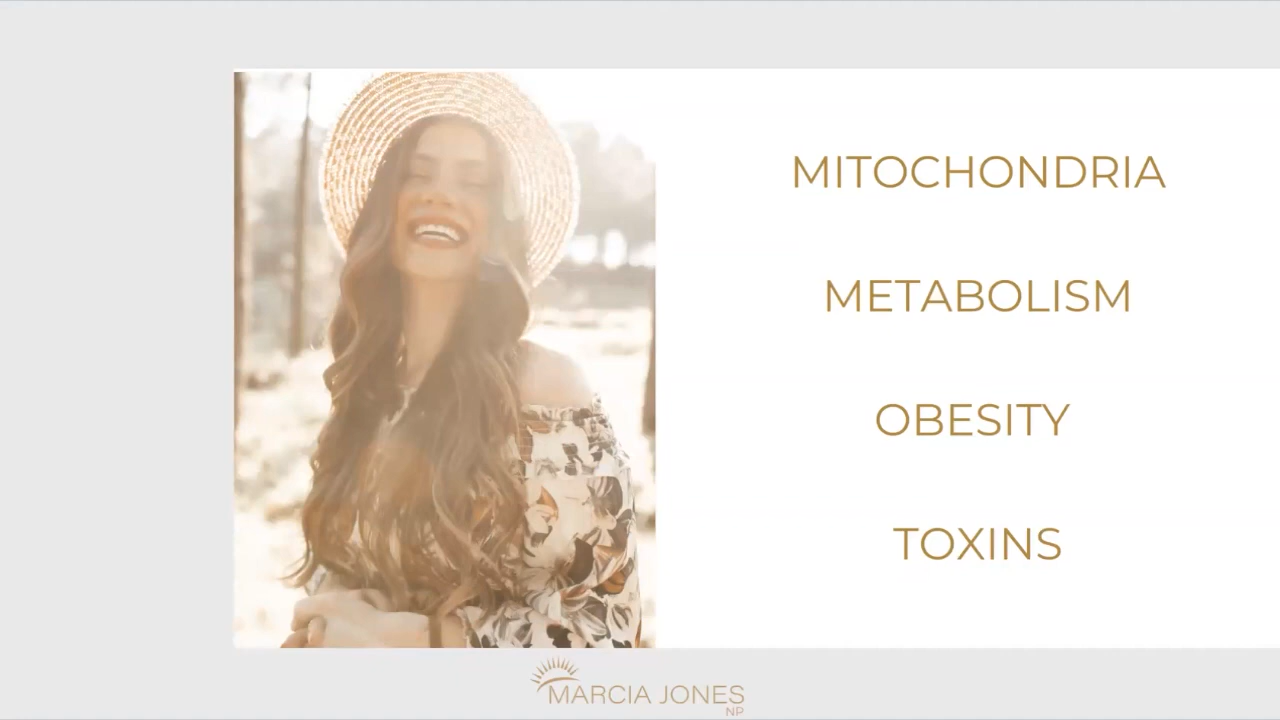 MITOCHONDRIA
METABOLISM
OBESITY
TOXINS
MARCIA JONES
NP